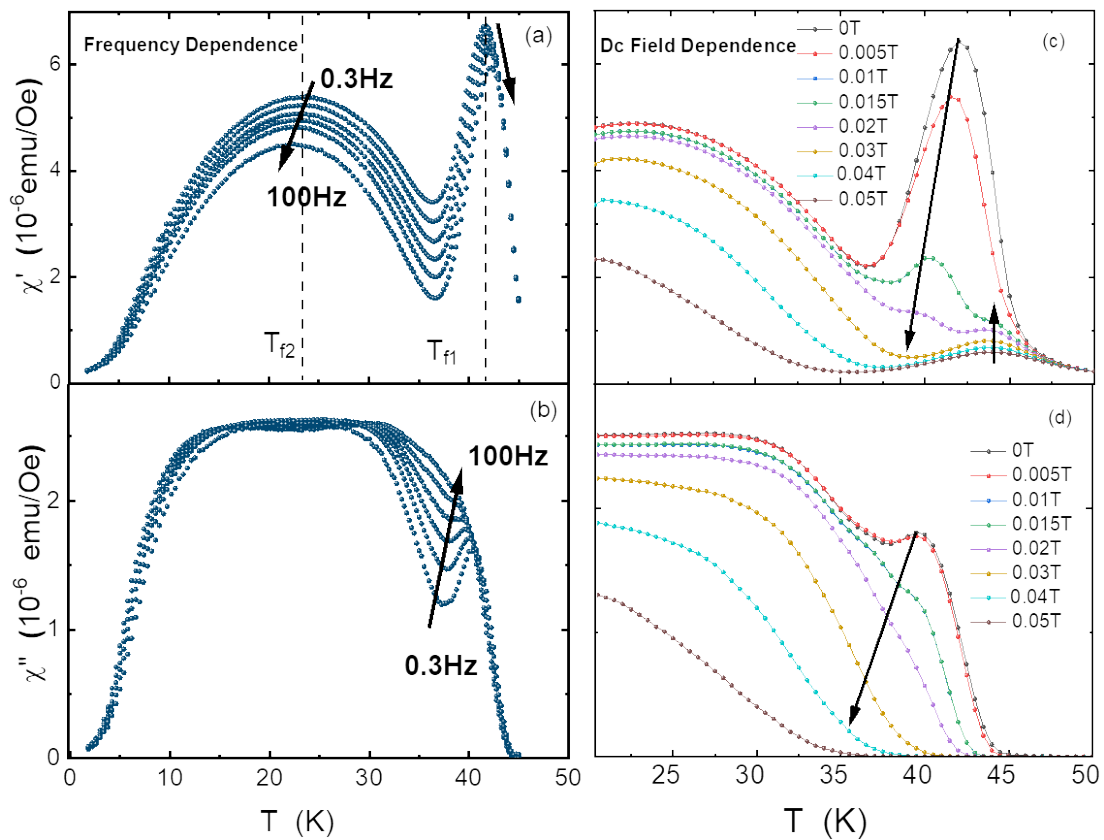 Frequency Dependence
(a)
0.3Hz
100Hz
T_f2
T_f1
χ' (10⁻⁶emu/Oe)
6
4
2
0
(b)
100Hz
0.3Hz
χ" (10⁻⁶ emu/Oe)
2
1
0
0 10 20 30 40 50
T (K)
Dc Field Dependence
(c)
0T
0.005T
0.01T
0.015T
0.02T
0.03T
0.04T
0.05T
(d)
0T
0.005T
0.01T
0.015T
0.02T
0.03T
0.04T
0.05T
25 30 35 40 45 50
T (K)